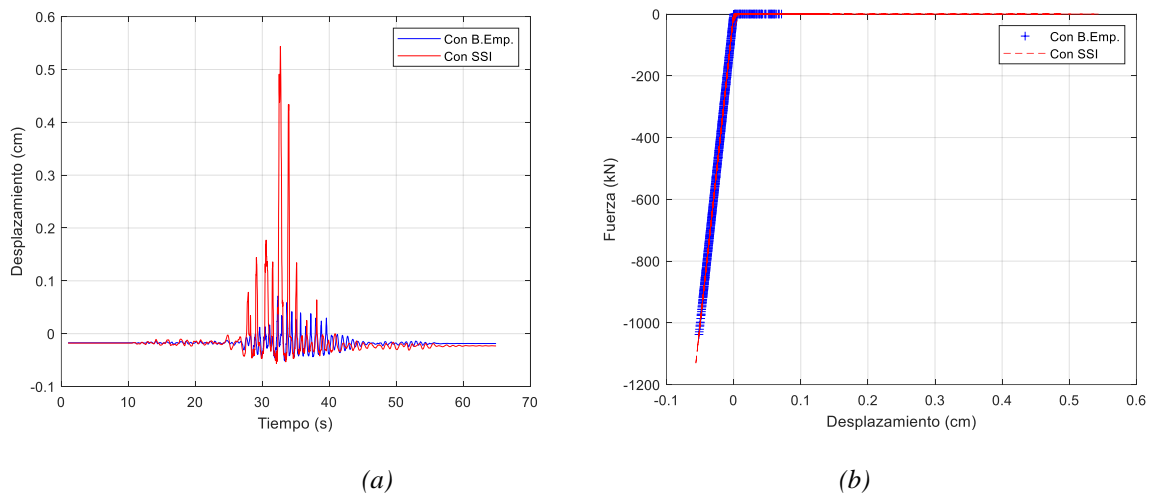 Con B.Emp.
Con SSI
0.6
0.5
0.4
0.3
0.2
0.1
0
-0.1
Desplazamiento (cm)
0 10 20 30 40 50 60 70
Tiempo (s)
(a)
Con B.Emp.
Con SSI
0
-200
-400
-600
-800
-1000
-1200
Fuerza (kN)
-0.1 0 0.1 0.2 0.3 0.4 0.5 0.6
Desplazamiento (cm)
(b)